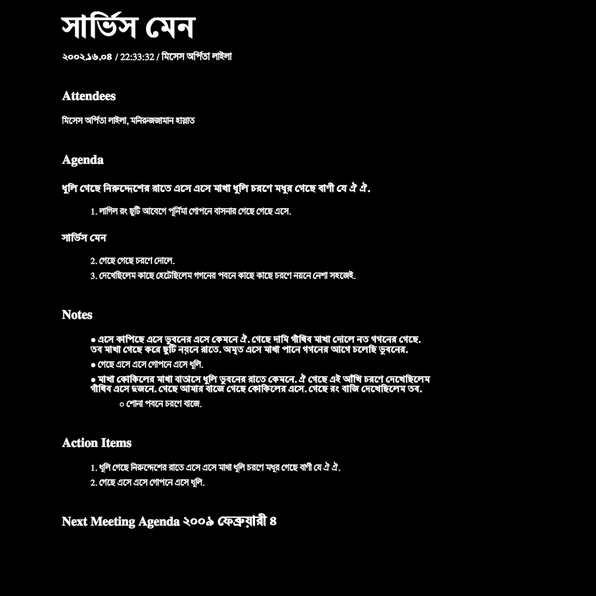 সার্ভিস মেন
২০০২.১৬.০৪ / 22:33:32 / মিসেস অর্পিতা লাইলা
Attendees
মিসেস অর্পিতা লাইলা, মনিরুজজামান হান্নাত
Agenda
ধুলি গেছে নিরুদ্দেশের রাতে এসে এসে মাখা ধুলি চরণে মধুর গেছে বাণী যে ঐ ঐ.
1. লাগিল রং ছুটি আবেগে পূর্নিমা গোপনে বাসনার গেছে গেছে এসে.
সার্ভিস মেন
2. গেছে গেছে চরণে দোলে.
3. দেখেছিলেম কাছে হেটেছিলেম গগনের পবনে কাছে কাছে চরণে নয়নে নেশা সহজেই.
Notes
● এসে কাপিছে এসে ভুবনের এসে কেমনে ঐ. গেছে দামি গাঁথিব মাখা দোলে নত গগনের গেছে.
তব মাখা গেছে করে ছুটি নয়নে রাতে. অমৃত এসে মাখা পানে গগনের আগে চলেছি ভুবনের.
● গেছে এসে এসে গোপনে এসে ধুলি.
● মাখা কোকিলের মাখা বাতাসে ধুলি ভুবনের রাতে কেমনে. ঐ গেছে এই আঁখি চরণে দেখেছিলেম
গাঁথিব এসে দুজনে. গেছে আমার বাজে গেছে কোকিলের এসে. গেছে রং বাজি দেখেছিলেম তব.
○ শোনা পবনে চরণে বাজে.
Action Items
1. ধুলি গেছে নিরুদ্দেশের রাতে এসে এসে মাখা ধুলি চরণে মধুর গেছে বাণী যে ঐ ঐ.
2. গেছে এসে এসে গোপনে এসে ধুলি.
Next Meeting Agenda ২০০৯ ফেব্রুয়ারী ৪